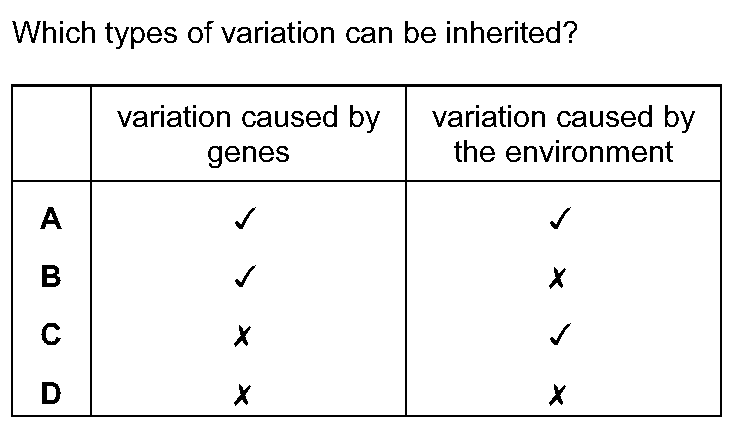 Which types of variation can be inherited?
variation caused by genes variation caused by the environment
A ✓ ✓
B ✓ ✗
C ✗ ✓
D ✗ ✗